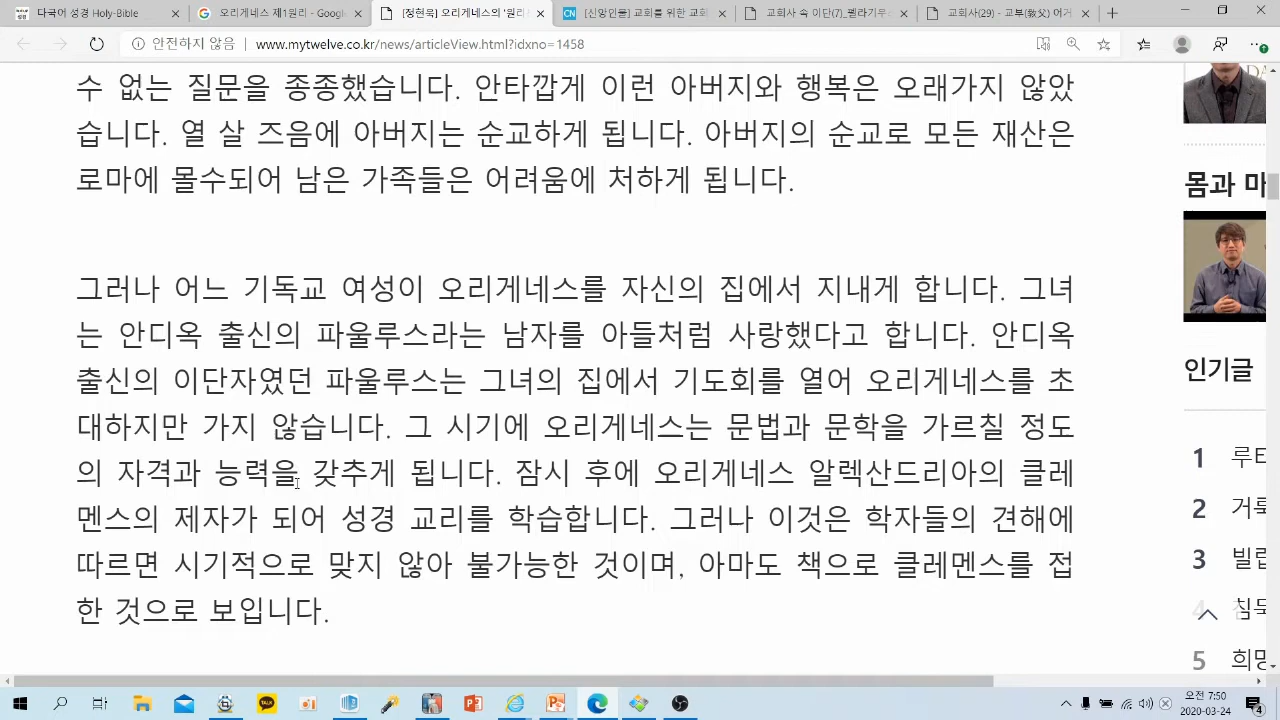 다국어 성경 Holy Bible
오리게네스 제1원리 - Google
[정현욱] 오리게네스의 '원리
[신앙인물] 교회를 위한 교회
교회사 속 이단(7)_펠라기우
교회사(29) - 교부(敎父) 어거
안전하지 않음 | www.mytwelve.co.kr/news/articleView.html?idxno=1458
수 없는 질문을 종종했습니다. 안타깝게 이런 아버지와 행복은 오래가지 않았
습니다. 열 살 즈음에 아버지는 순교하게 됩니다. 아버지의 순교로 모든 재산은
로마에 몰수되어 남은 가족들은 어려움에 처하게 됩니다.
그러나 어느 기독교 여성이 오리게네스를 자신의 집에서 지내게 합니다. 그녀
는 안디옥 출신의 파울루스라는 남자를 아들처럼 사랑했다고 합니다. 안디옥
출신의 이단자였던 파울루스는 그녀의 집에서 기도회를 열어 오리게네스를 초
대하지만 가지 않습니다. 그 시기에 오리게네스는 문법과 문학을 가르칠 정도
의 자격과 능력을 갖추게 됩니다. 잠시 후에 오리게네스 알렉산드리아의 클레
멘스의 제자가 되어 성경 교리를 학습합니다. 그러나 이것은 학자들의 견해에
따르면 시기적으로 맞지 않아 불가능한 것이며, 아마도 책으로 클레멘스를 접
한 것으로 보입니다.
몸과 마
인기글
1
2
3 빌립
4 침묵
5 희망
오전 7:50
2020-03-24